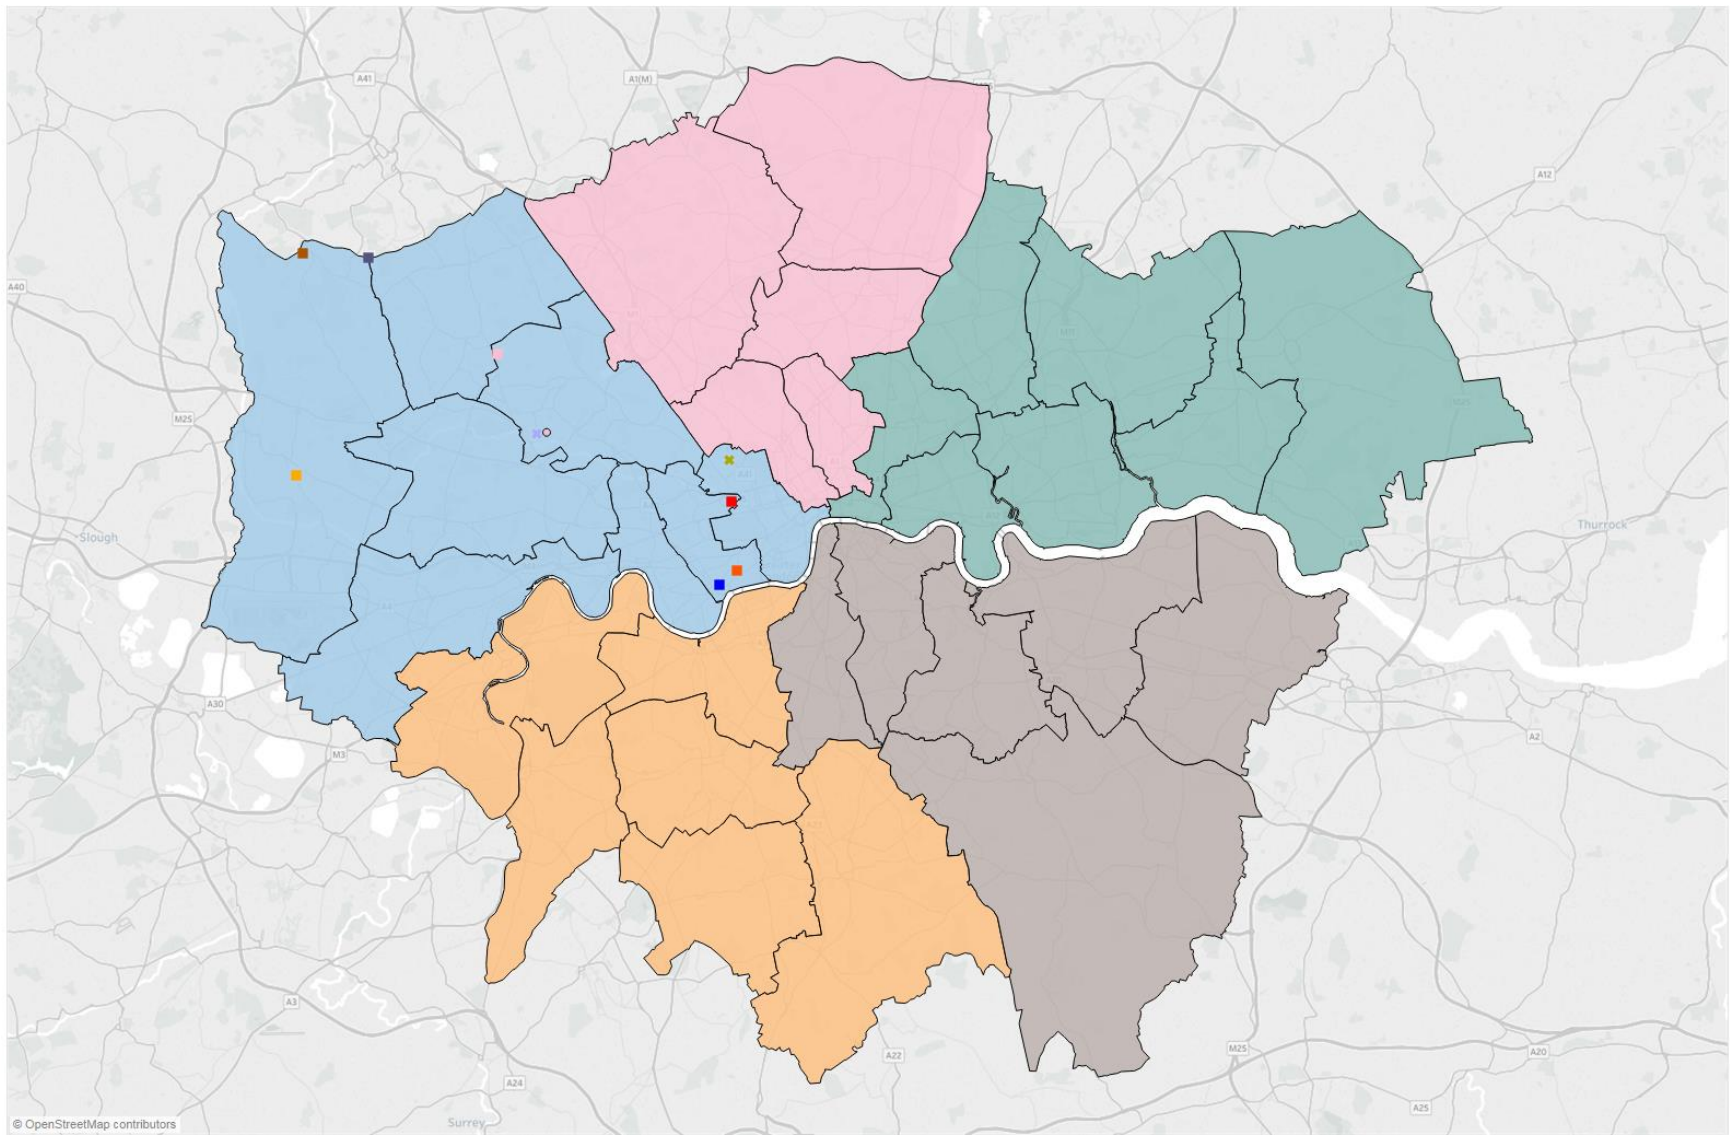 A41
A1(M)
A12
A40
M25
Slough
Thurrock
A30
M3
A2
A3
A22
M25
A20
A24
A25
Surrey
© OpenStreetMap contributors